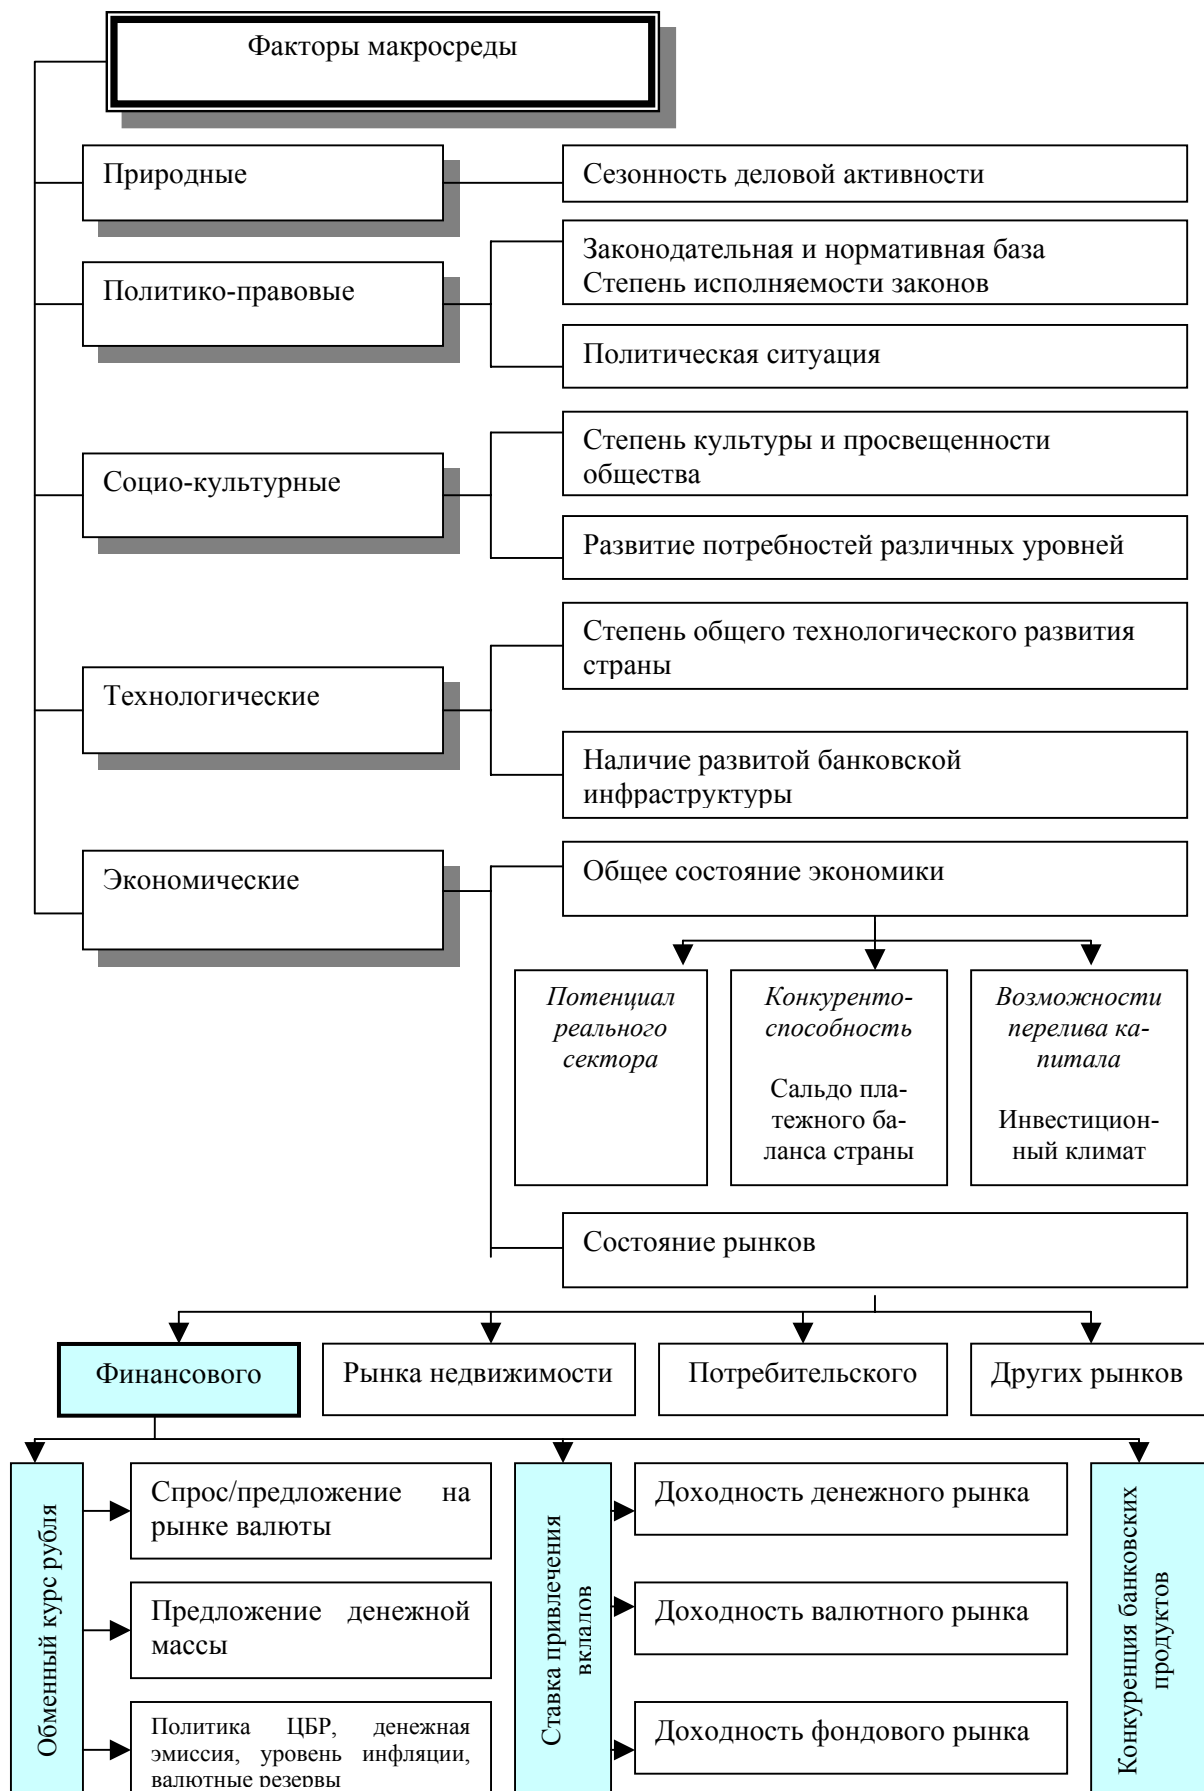 Факторы макросреды
Природные
Сезонность деловой активности
Политико-правовые
Законодательная и нормативная база
Степень исполняемости законов
Политическая ситуация
Социо-культурные
Степень культуры и просвещенности
общества
Развитие потребностей различных уровней
Технологические
Степень общего технологического развития
страны
Наличие развитой банковской
инфраструктуры
Экономические
Общее состояние экономики
Потенциал
реального
сектора
Конкуренто-
способность
Сальдо пла-
тежного ба-
ланса страны
Возможности
перелива ка-
питала
Инвестицион-
ный климат
Состояние рынков
Финансового
Рынка недвижимости
Потребительского
Других рынков
Обменный курс рубля
Спрос/предложение на
рынке валюты
Предложение денежной
массы
Политика ЦБР, денежная
эмиссия, уровень инфляции,
валютные резервы
Ставка привлечения
вкладов
Доходность денежного рынка
Доходность валютного рынка
Доходность фондового рынка
Конкуренция банковских
продуктов